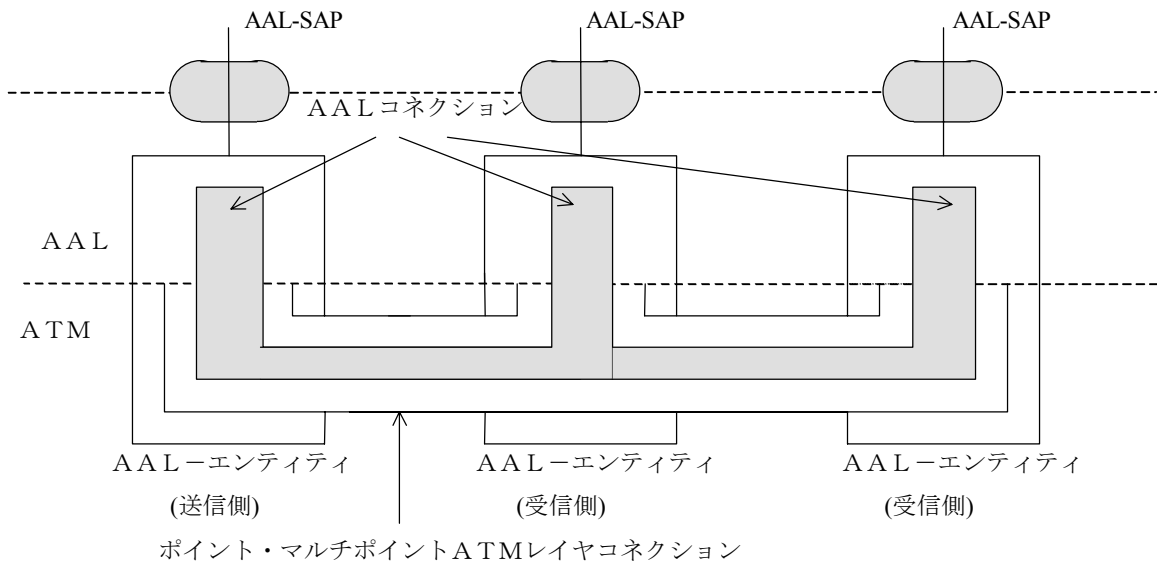 AAL-SAP
AAL-SAP
AAL-SAP
ＡＡＬコネクション
ＡＡＬ
ＡＴＭ
ＡＡＬ－エンティティ
ＡＡＬ－エンティティ
ＡＡＬ－エンティティ
(送信側)
(受信側)
(受信側)
ポイント・マルチポイントＡＴＭレイヤコネクション